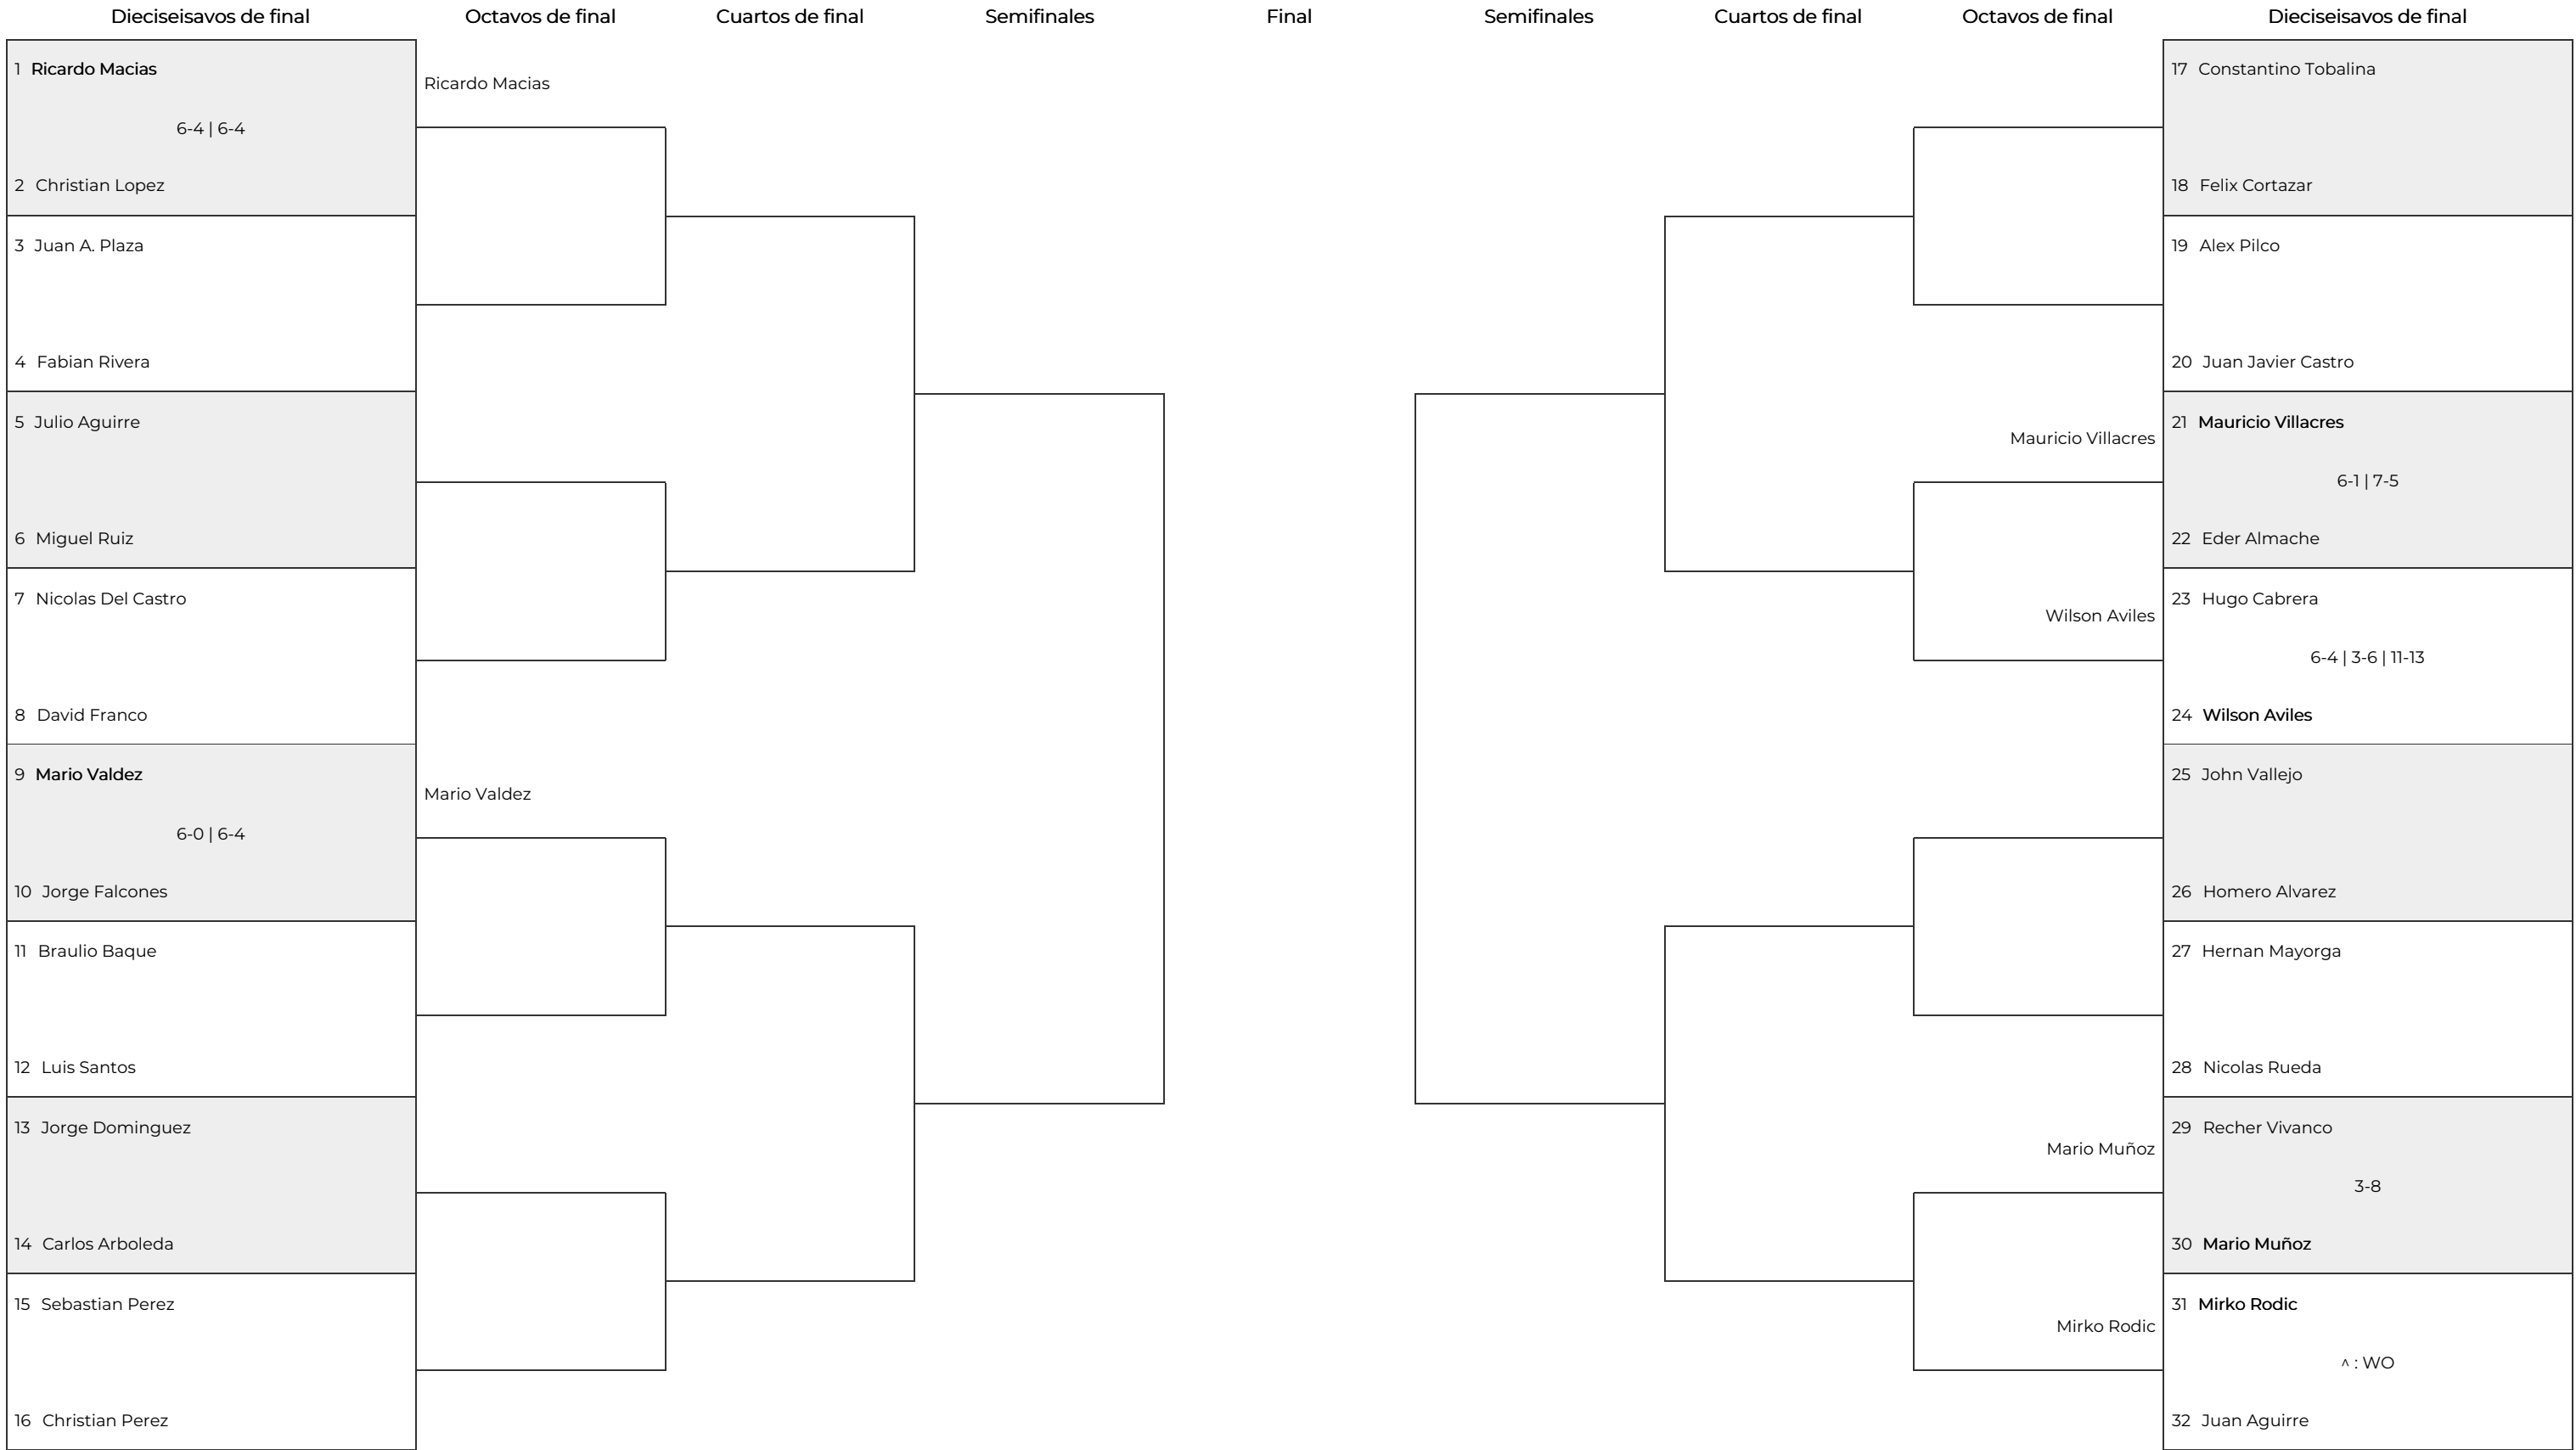 Dieciseisavos de final
Octavos de final
Cuartos de final
Semifinales
Final
Semifinales
Cuartos de final
Octavos de final
Dieciseisavos de final
1 Ricardo Macias
6-4 | 6-4
2 Christian Lopez
3 Juan A. Plaza
4 Fabian Rivera
5 Julio Aguirre
6 Miguel Ruiz
7 Nicolas Del Castro
8 David Franco
9 Mario Valdez
6-0 | 6-4
10 Jorge Falcones
11 Braulio Baque
12 Luis Santos
13 Jorge Dominguez
14 Carlos Arboleda
15 Sebastian Perez
16 Christian Perez
Ricardo Macias
Mario Valdez
Mauricio Villacres
Wilson Aviles
Mario Muñoz
Mirko Rodic
17 Constantino Tobalina
18 Felix Cortazar
19 Alex Pilco
20 Juan Javier Castro
21 Mauricio Villacres
6-1 | 7-5
22 Eder Almache
23 Hugo Cabrera
6-4 | 3-6 | 11-13
24 Wilson Aviles
25 John Vallejo
26 Homero Alvarez
27 Hernan Mayorga
28 Nicolas Rueda
29 Recher Vivanco
3-8
30 Mario Muñoz
31 Mirko Rodic
^ : WO
32 Juan Aguirre